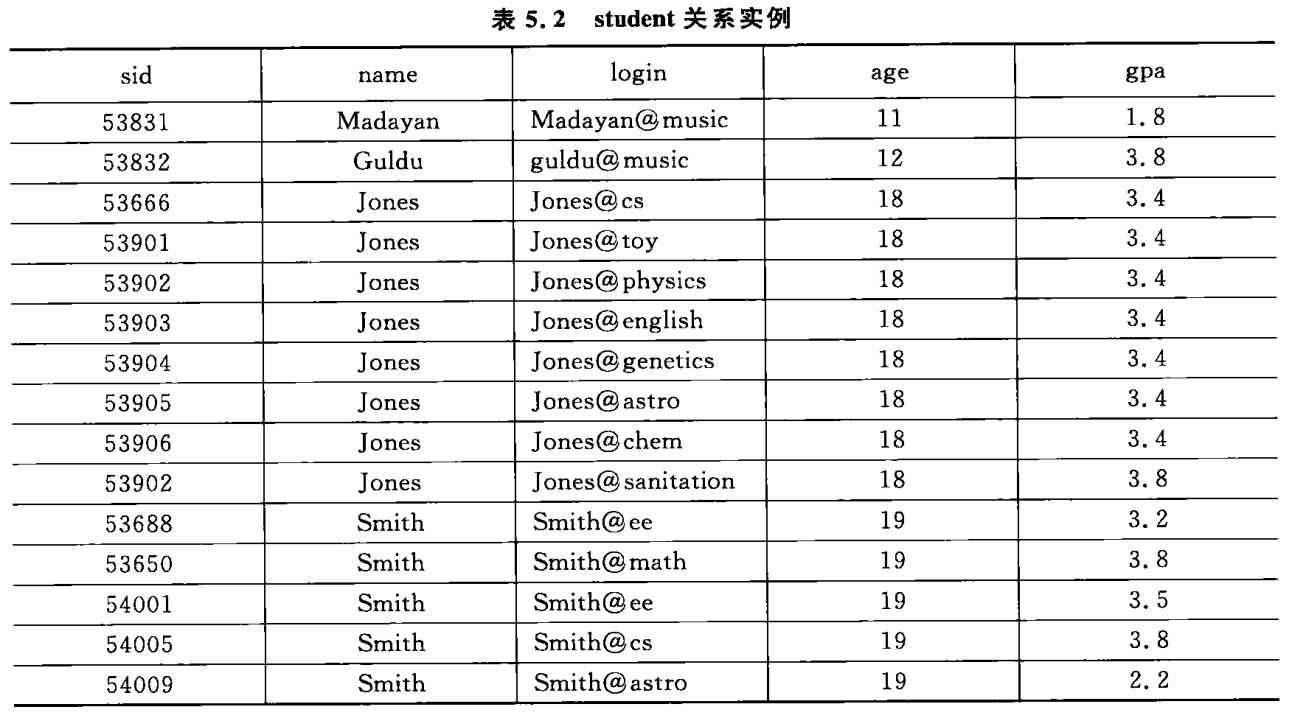 表 5.2 student 关系实例
sid name login age gpa
53831 Madayan Madayan@music 11 1.8
53832 Guldu guldu@music 12 3.8
53666 Jones Jones@cs 18 3.4
53901 Jones Jones@toy 18 3.4
53902 Jones Jones@physics 18 3.4
53903 Jones Jones@english 18 3.4
53904 Jones Jones@genetics 18 3.4
53905 Jones Jones@astro 18 3.4
53906 Jones Jones@chem 18 3.4
53902 Jones Jones@sanitation 18 3.8
53688 Smith Smith@ee 19 3.2
53650 Smith Smith@math 19 3.8
54001 Smith Smith@ee 19 3.5
54005 Smith Smith@cs 19 3.8
54009 Smith Smith@astro 19 2.2